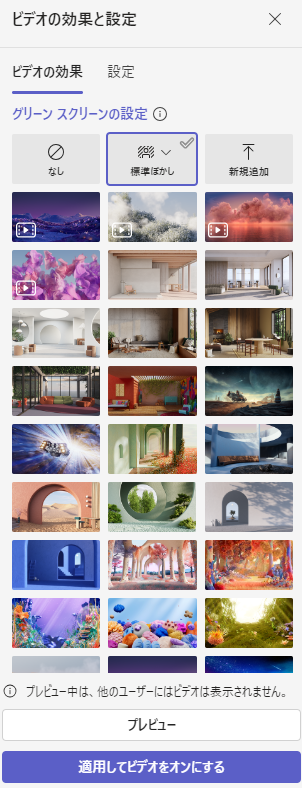 ビデオの効果と設定
ビデオの効果 設定
グリーン スクリーンの設定
なし 標準ぼかし 新規追加
プレビュー中は、他のユーザーにはビデオは表示されません。
プレビュー
適用してビデオをオンにする